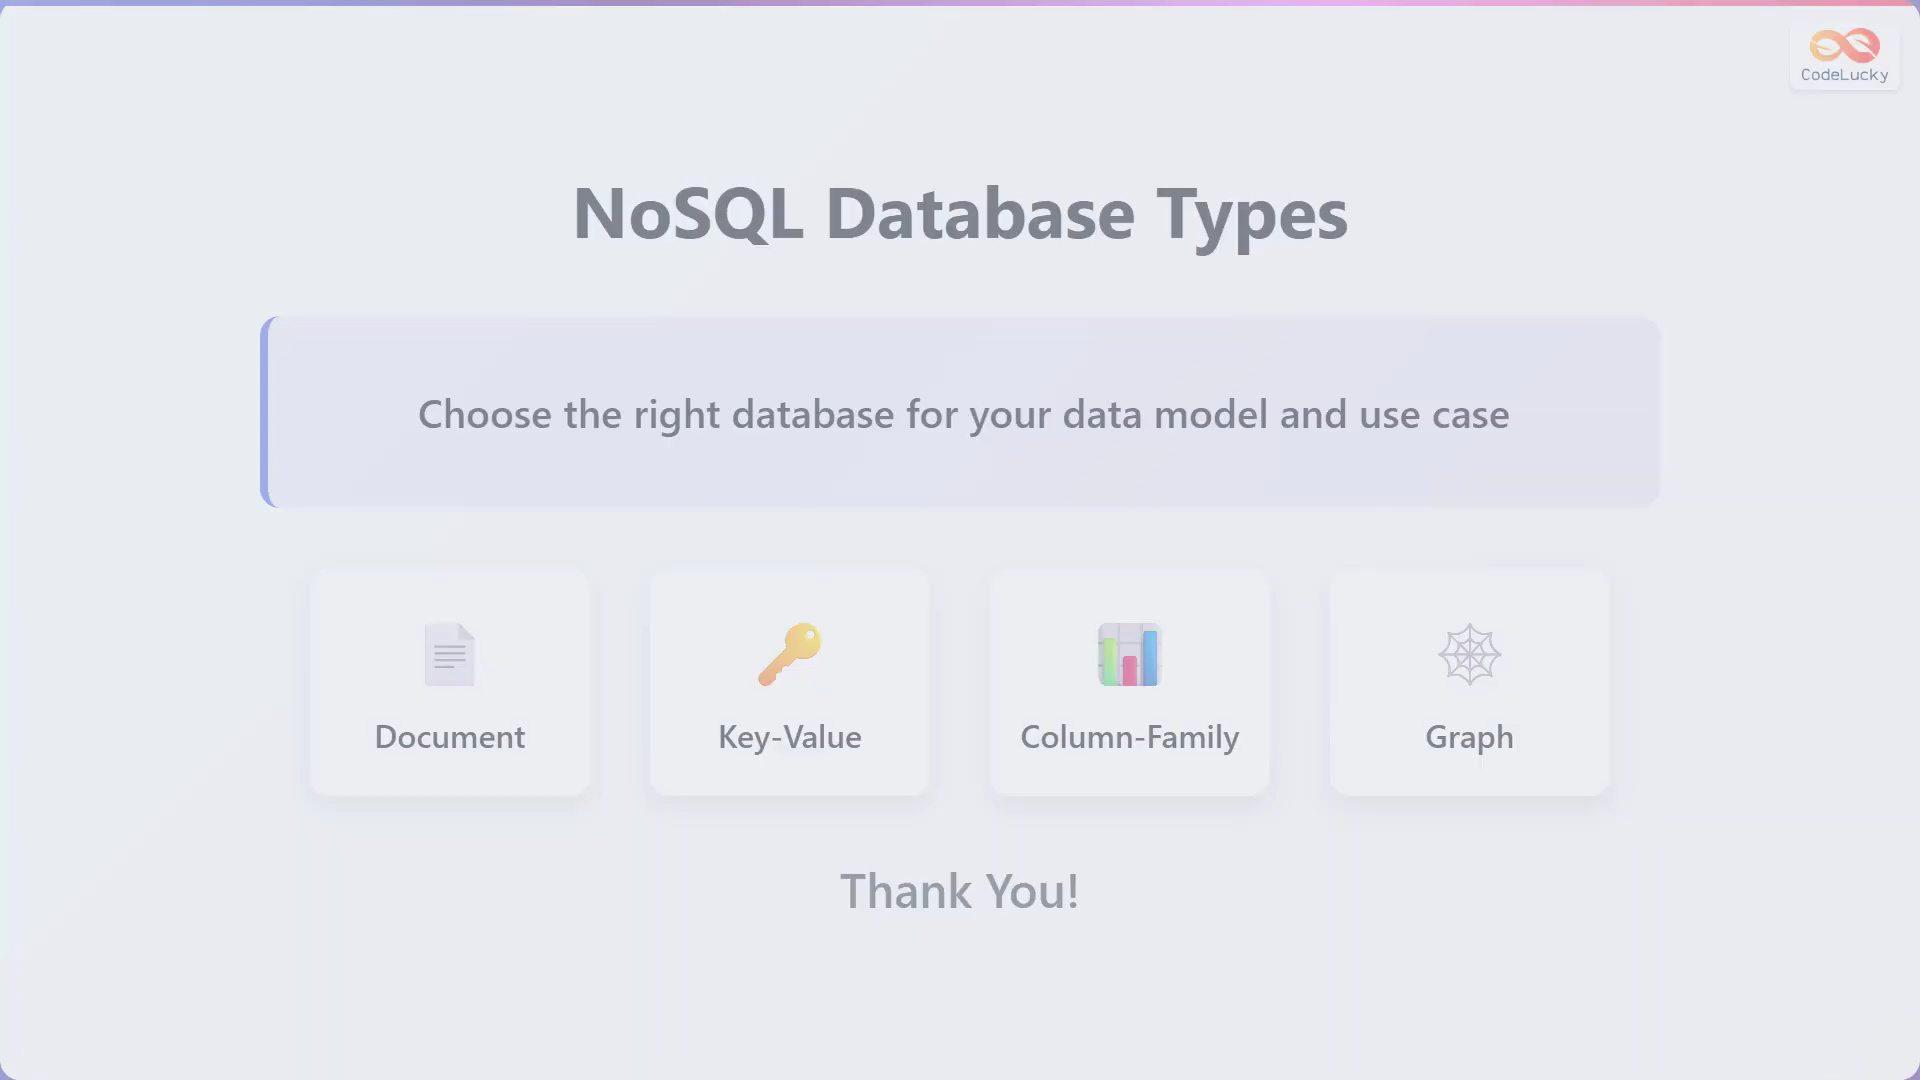 CodeLucky
NoSQL Database Types
Choose the right database for your data model and use case
Document
Key-Value
Column-Family
Graph
Thank You!